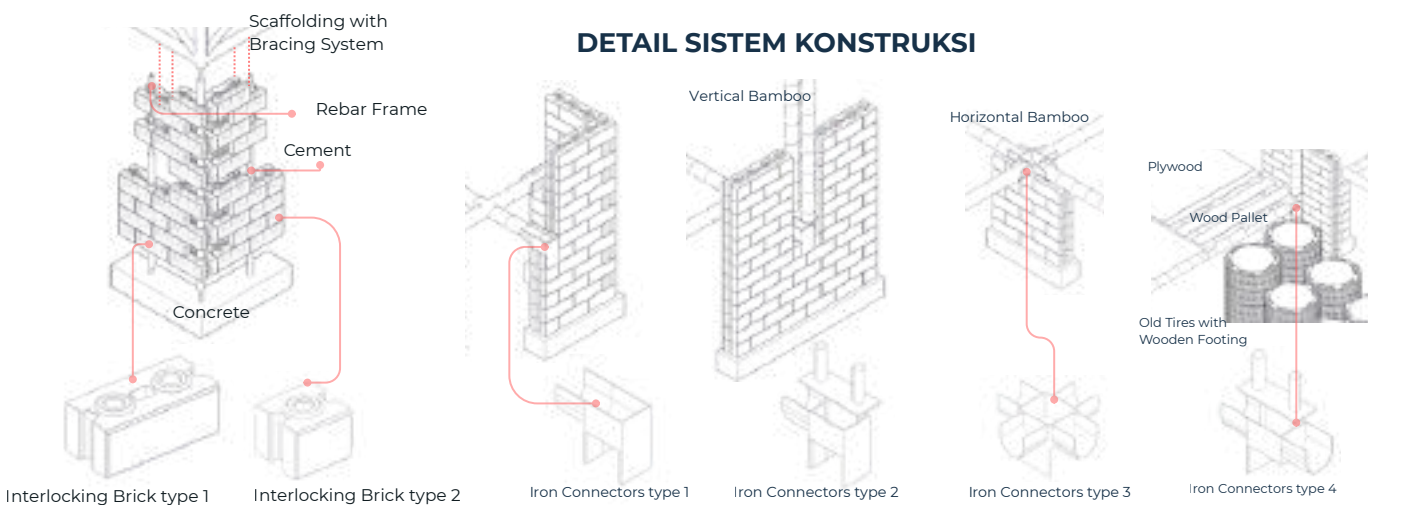 DETAIL SISTEM KONSTRUKSI
Scaffolding with
Bracing System
Rebar Frame
Cement
Concrete
Interlocking Brick type 1
Interlocking Brick type 2
Vertical Bamboo
Horizontal Bamboo
Plywood
Wood Pallet
Old Tires with
Wooden Footing
Iron Connectors type 1
Iron Connectors type 2
Iron Connectors type 3
Iron Connectors type 4